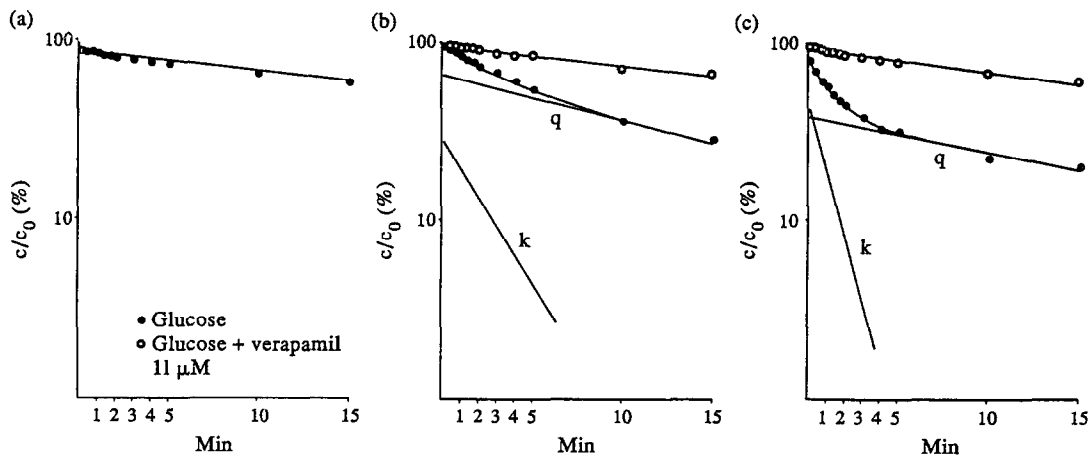 (a)
100
10
c/c₀ (%)
● Glucose
○ Glucose + verapamil
11 μM
1 2 3 4 5 10 15
Min
(b)
100
10
c/c₀ (%)
q
k
1 2 3 4 5 10 15
Min
(c)
100
10
c/c₀ (%)
q
k
1 2 3 4 5 10 15
Min